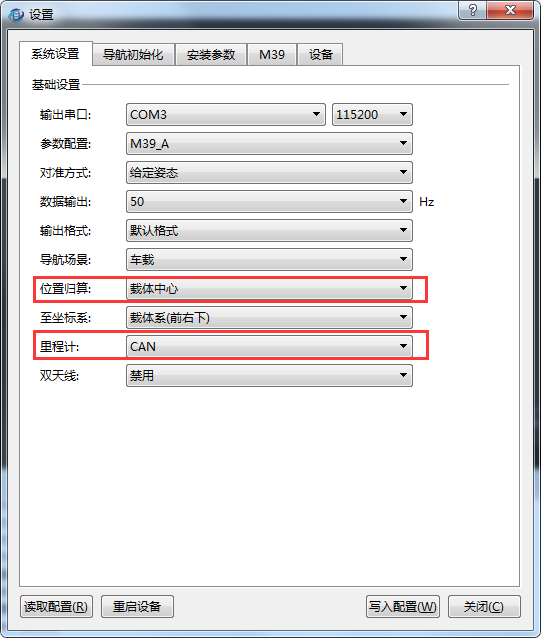 设置
系统设置 导航初始化 安装参数 M39 设备
基础设置
输出串口: COM3 115200
参数配置: M39_A
对准方式: 给定姿态
数据输出: 50 Hz
输出格式: 默认格式
导航场景: 车载
位置归算: 载体中心
至坐标系: 载体系(前右下)
里程计: CAN
双天线: 禁用
读取配置(R) 重启设备 写入配置(W) 关闭(C)